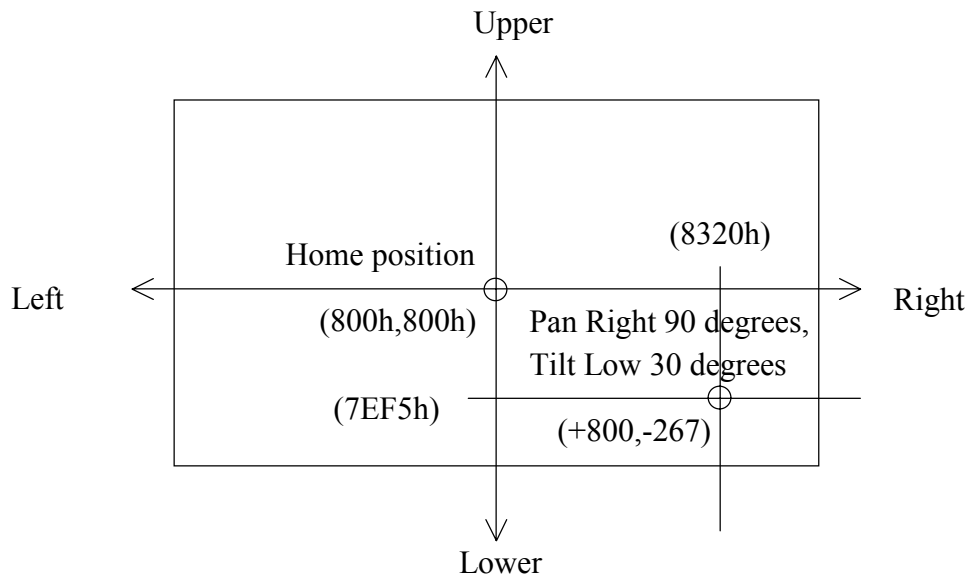 Upper
(8320h)
Home position
Left
Right
(800h,800h)
Pan Right 90 degrees,
Tilt Low 30 degrees
(7EF5h)
(+800,-267)
Lower